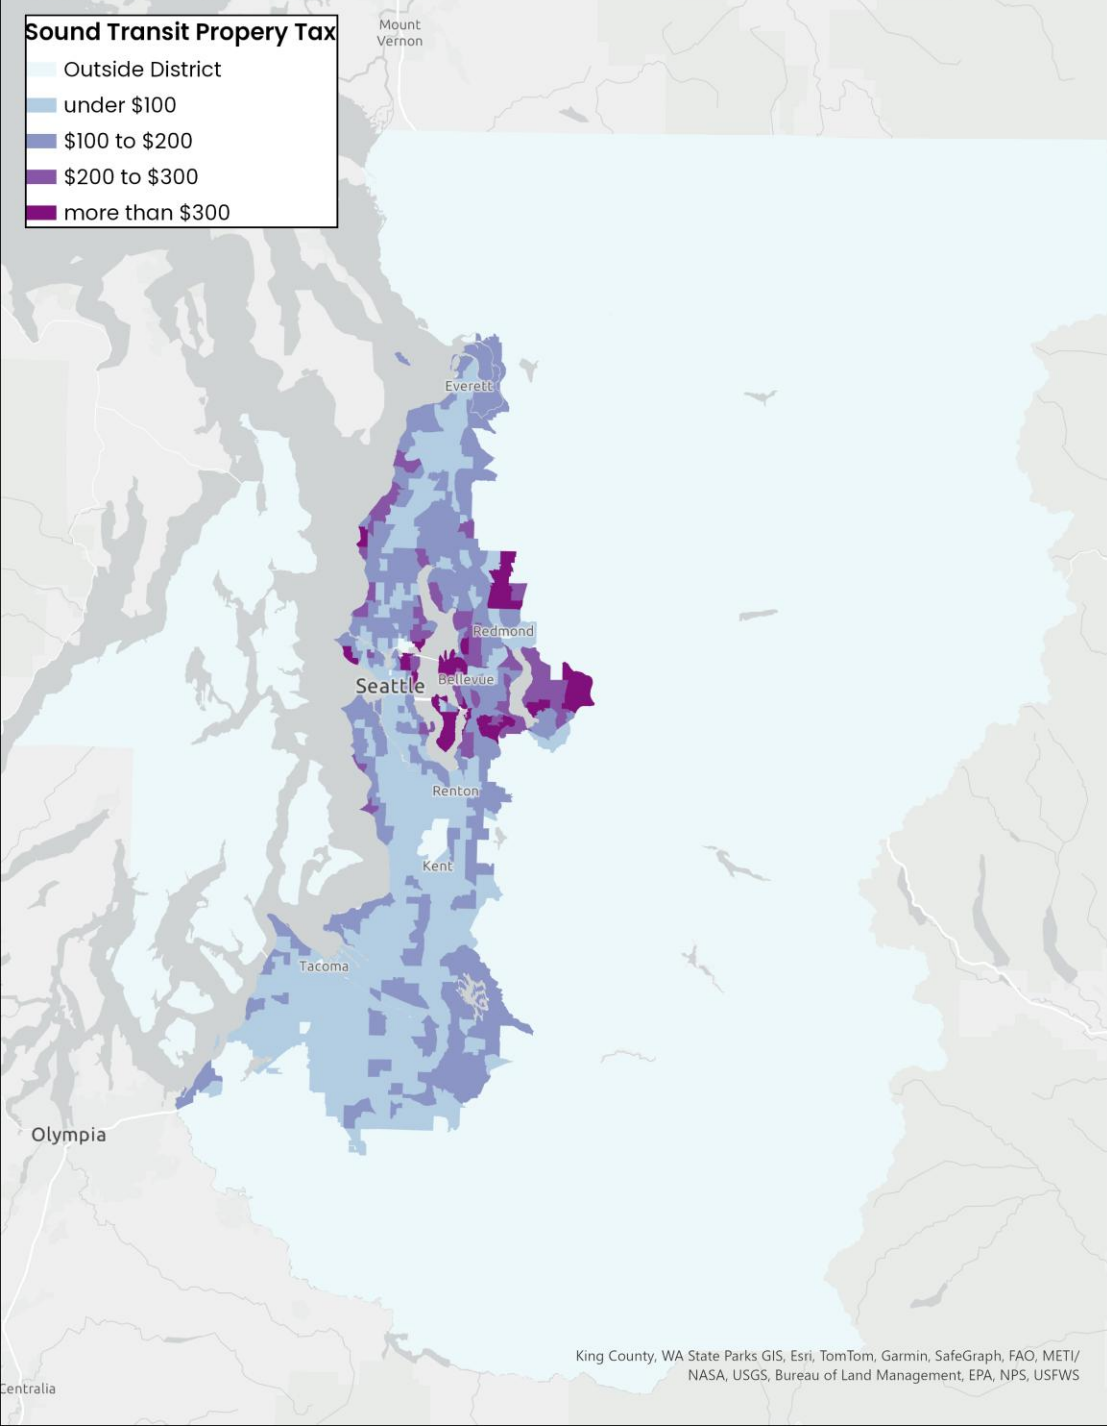 Sound Transit Propery Tax
Outside District
under $100
$100 to $200
$200 to $300
more than $300
Mount
Vernon
Everett
Redmond
Bellevue
Seattle
Renton
Kent
Tacoma
Olympia
King County, WA State Parks GIS, Esri, TomTom, Garmin, SafeGraph, FAO, METI/
NASA, USGS, Bureau of Land Management, EPA, NPS, USFWS
Centralia